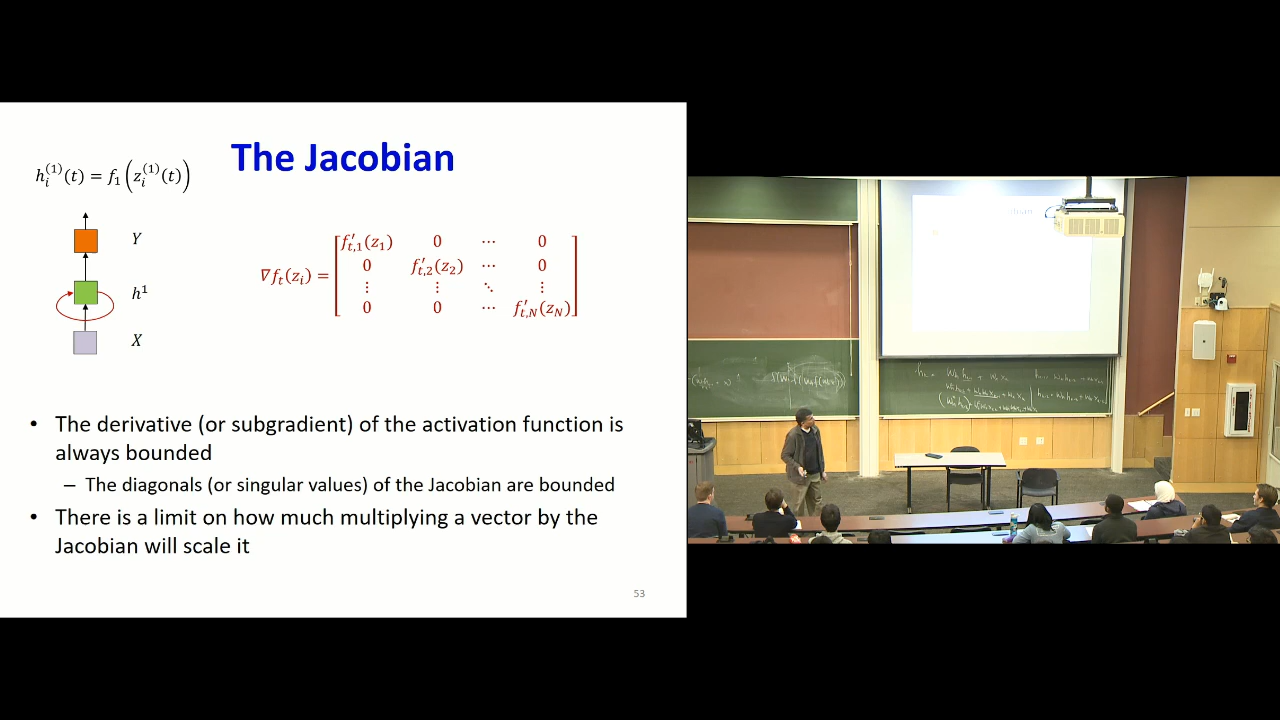 The Jacobian
h_i^{(1)}(t) = f_1(z_i^{(1)}(t))
Y
h^1
X
∇f_t(z_i) =
f'_{t,1}(z_1) 0 ⋯ 0
0 f'_{t,2}(z_2) ⋯ 0
⋮ ⋮ ⋱ ⋮
0 0 ⋯ f'_{t,N}(z_N)
• The derivative (or subgradient) of the activation function is
always bounded
– The diagonals (or singular values) of the Jacobian are bounded
• There is a limit on how much multiplying a vector by the
Jacobian will scale it
53